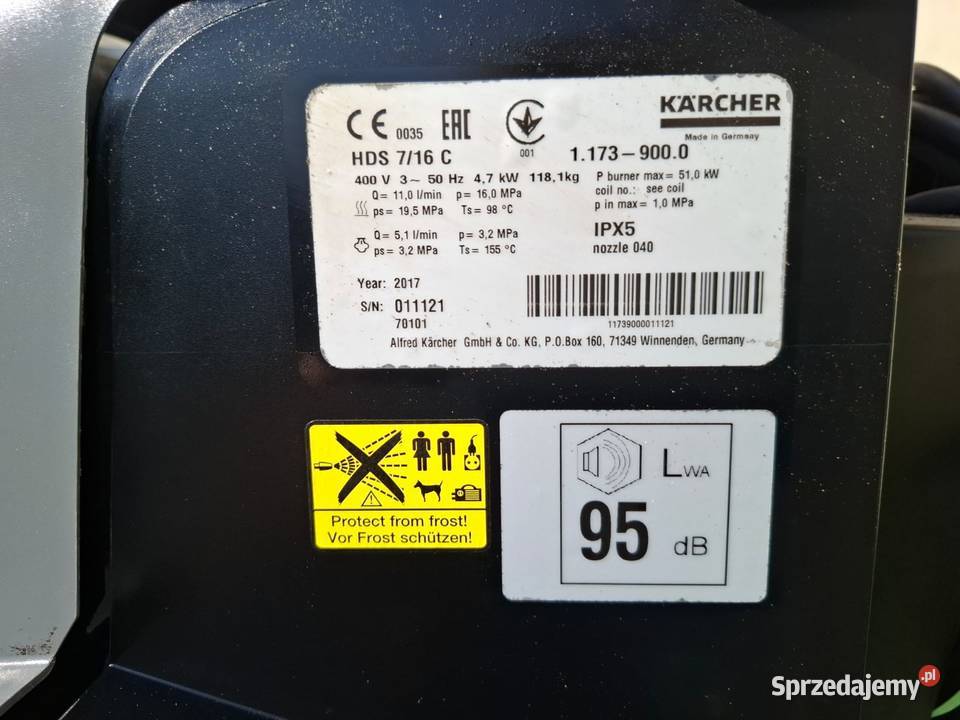 CE 0035 EAC 001
KÄRCHER
Made in Germany
HDS 7/16 C 1.173-900.0
400 V 3~ 50 Hz 4,7 kW 118,1kg
Q= 11,0 l/min p= 16,0 MPa
ps= 19,5 MPa Ts= 98 °C
Q= 5,1 l/min p= 3,2 MPa
ps= 3,2 MPa Ts= 155 °C
P burner max= 51,0 kW
coil no.: see coil
p in max= 1,0 MPa
IPX5
nozzle 040
Year: 2017
S/N: 011121
70101
11739000011121
Alfred Kärcher GmbH & Co. KG, P.O.Box 160, 71349 Winnenden, Germany
Protect from frost!
Vor Frost schützen!
LWA
95 dB
Sprzedajemy.pl